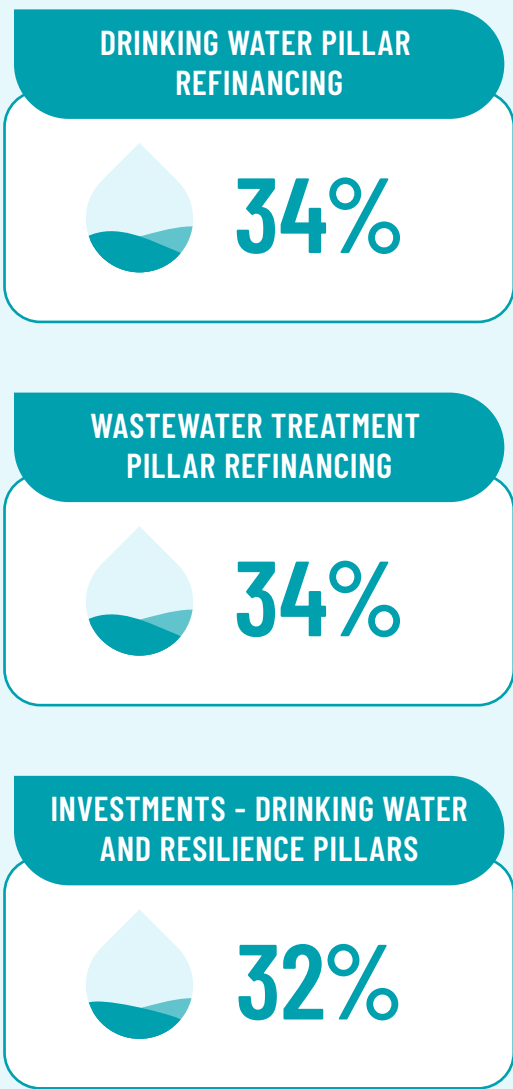 DRINKING WATER PILLAR
REFINANCING
34%
WASTEWATER TREATMENT
PILLAR REFINANCING
34%
INVESTMENTS - DRINKING WATER
AND RESILIENCE PILLARS
32%